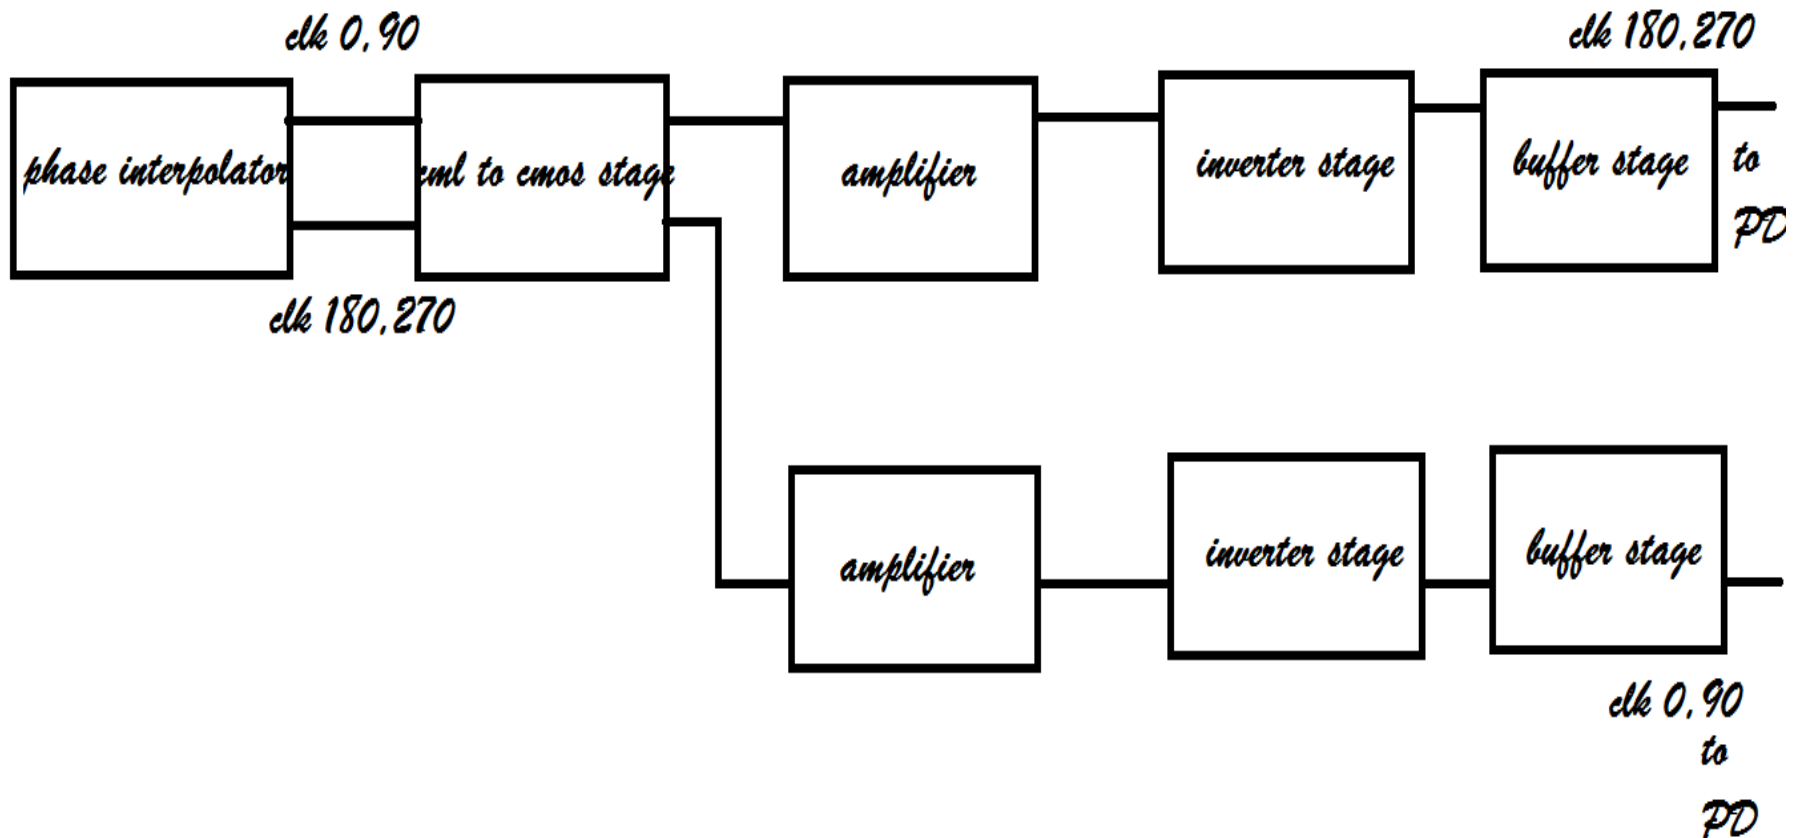 clk 0,90
clk 180,270
phase interpolator
cml to cmos stage
amplifier
inverter stage
buffer stage
to
PD
clk 180,270
amplifier
inverter stage
buffer stage
clk 0,90
to
PD